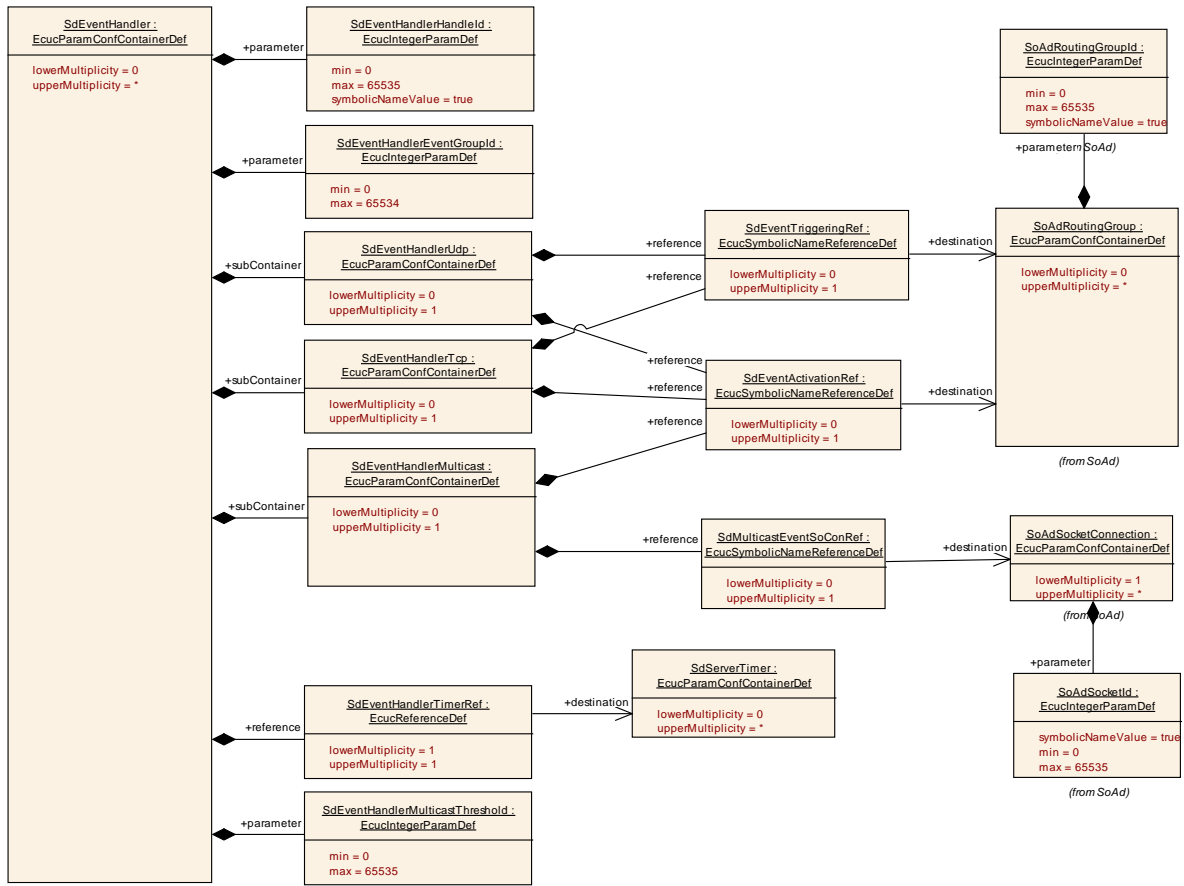 SdEventHandler :
EcucParamConfContainerDef
lowerMultiplicity = 0
upperMultiplicity = *
+parameter
SdEventHandlerHandleId :
EcucIntegerParamDef
min = 0
max = 65535
symbolicNameValue = true
+parameter
SdEventHandlerEventGroupId :
EcucIntegerParamDef
min = 0
max = 65534
+subContainer
SdEventHandlerUdp :
EcucParamConfContainerDef
lowerMultiplicity = 0
upperMultiplicity = 1
+subContainer
SdEventHandlerTcp :
EcucParamConfContainerDef
lowerMultiplicity = 0
upperMultiplicity = 1
+subContainer
SdEventHandlerMulticast :
EcucParamConfContainerDef
lowerMultiplicity = 0
upperMultiplicity = 1
+reference
SdEventHandlerTimerRef :
EcucReferenceDef
lowerMultiplicity = 1
upperMultiplicity = 1
+parameter
SdEventHandlerMulticastThreshold :
EcucIntegerParamDef
min = 0
max = 65535
+reference
+reference
SdEventTriggeringRef :
EcucSymbolicNameReferenceDef
lowerMultiplicity = 0
upperMultiplicity = 1
+reference
+reference
+reference
SdEventActivationRef :
EcucSymbolicNameReferenceDef
lowerMultiplicity = 0
upperMultiplicity = 1
+reference
SdMulticastEventSoConRef :
EcucSymbolicNameReferenceDef
lowerMultiplicity = 0
upperMultiplicity = 1
+destination
SdServerTimer :
EcucParamConfContainerDef
lowerMultiplicity = 0
upperMultiplicity = *
SoAdRoutingGroupId :
EcucIntegerParamDef
min = 0
max = 65535
symbolicNameValue = true
+parameter
SoAd)
+destination
SoAdRoutingGroup :
EcucParamConfContainerDef
lowerMultiplicity = 0
upperMultiplicity = *
+destination
(from SoAd)
+destination
SoAdSocketConnection :
EcucParamConfContainerDef
lowerMultiplicity = 1
upperMultiplicity = *
(from SoAd)
+parameter
SoAdSocketId :
EcucIntegerParamDef
symbolicNameValue = true
min = 0
max = 65535
(from SoAd)